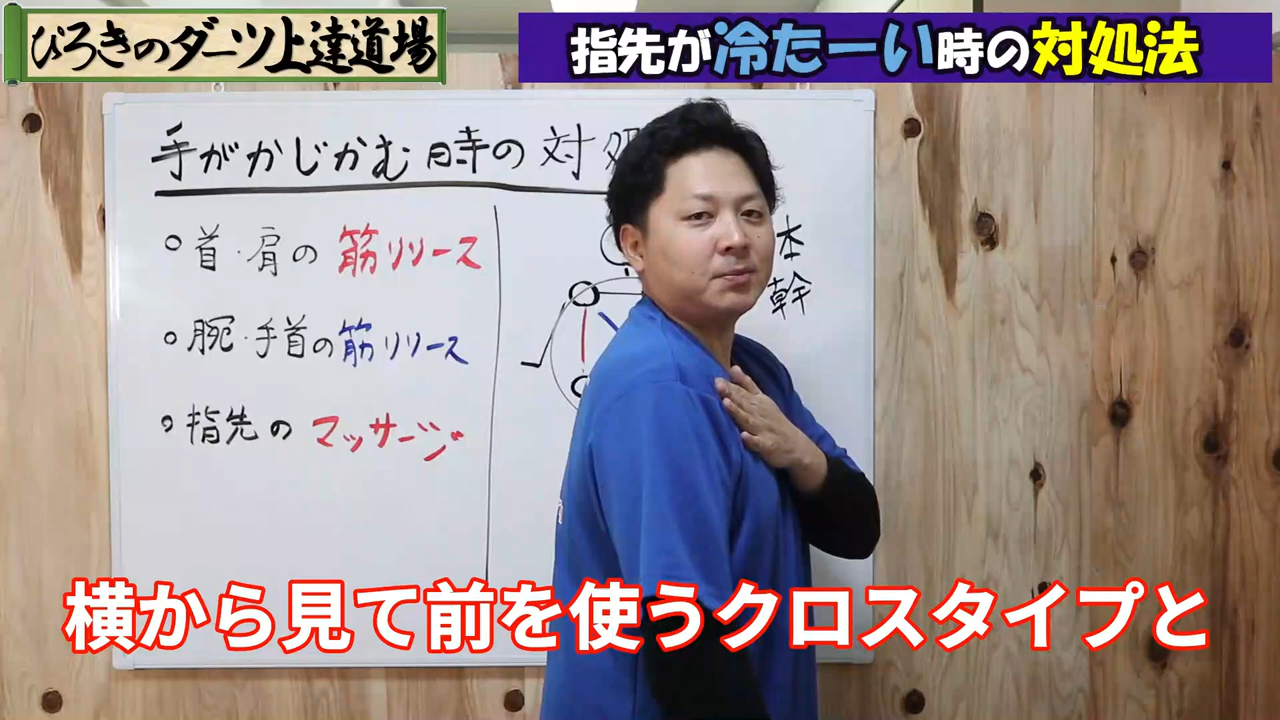 ひろきのダーツ上達道場
指先が冷たーい時の対処法
手がかじかむ時の対処
首・肩の筋リリース
腕・手首の筋リリース
指先のマッサージ
体幹
横から見て前を使うクロスタイプと